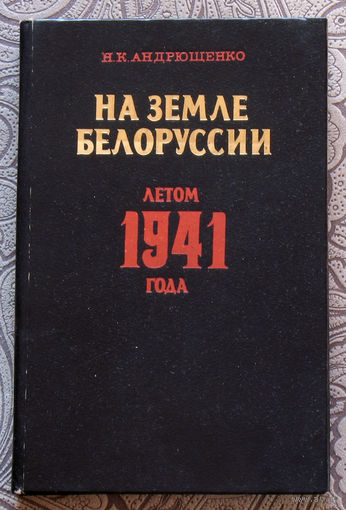 Н.К. АНДРЮЩЕНКО
НА ЗЕМЛЕ
БЕЛОРУССИИ
ЛЕТОМ
1941
ГОДА